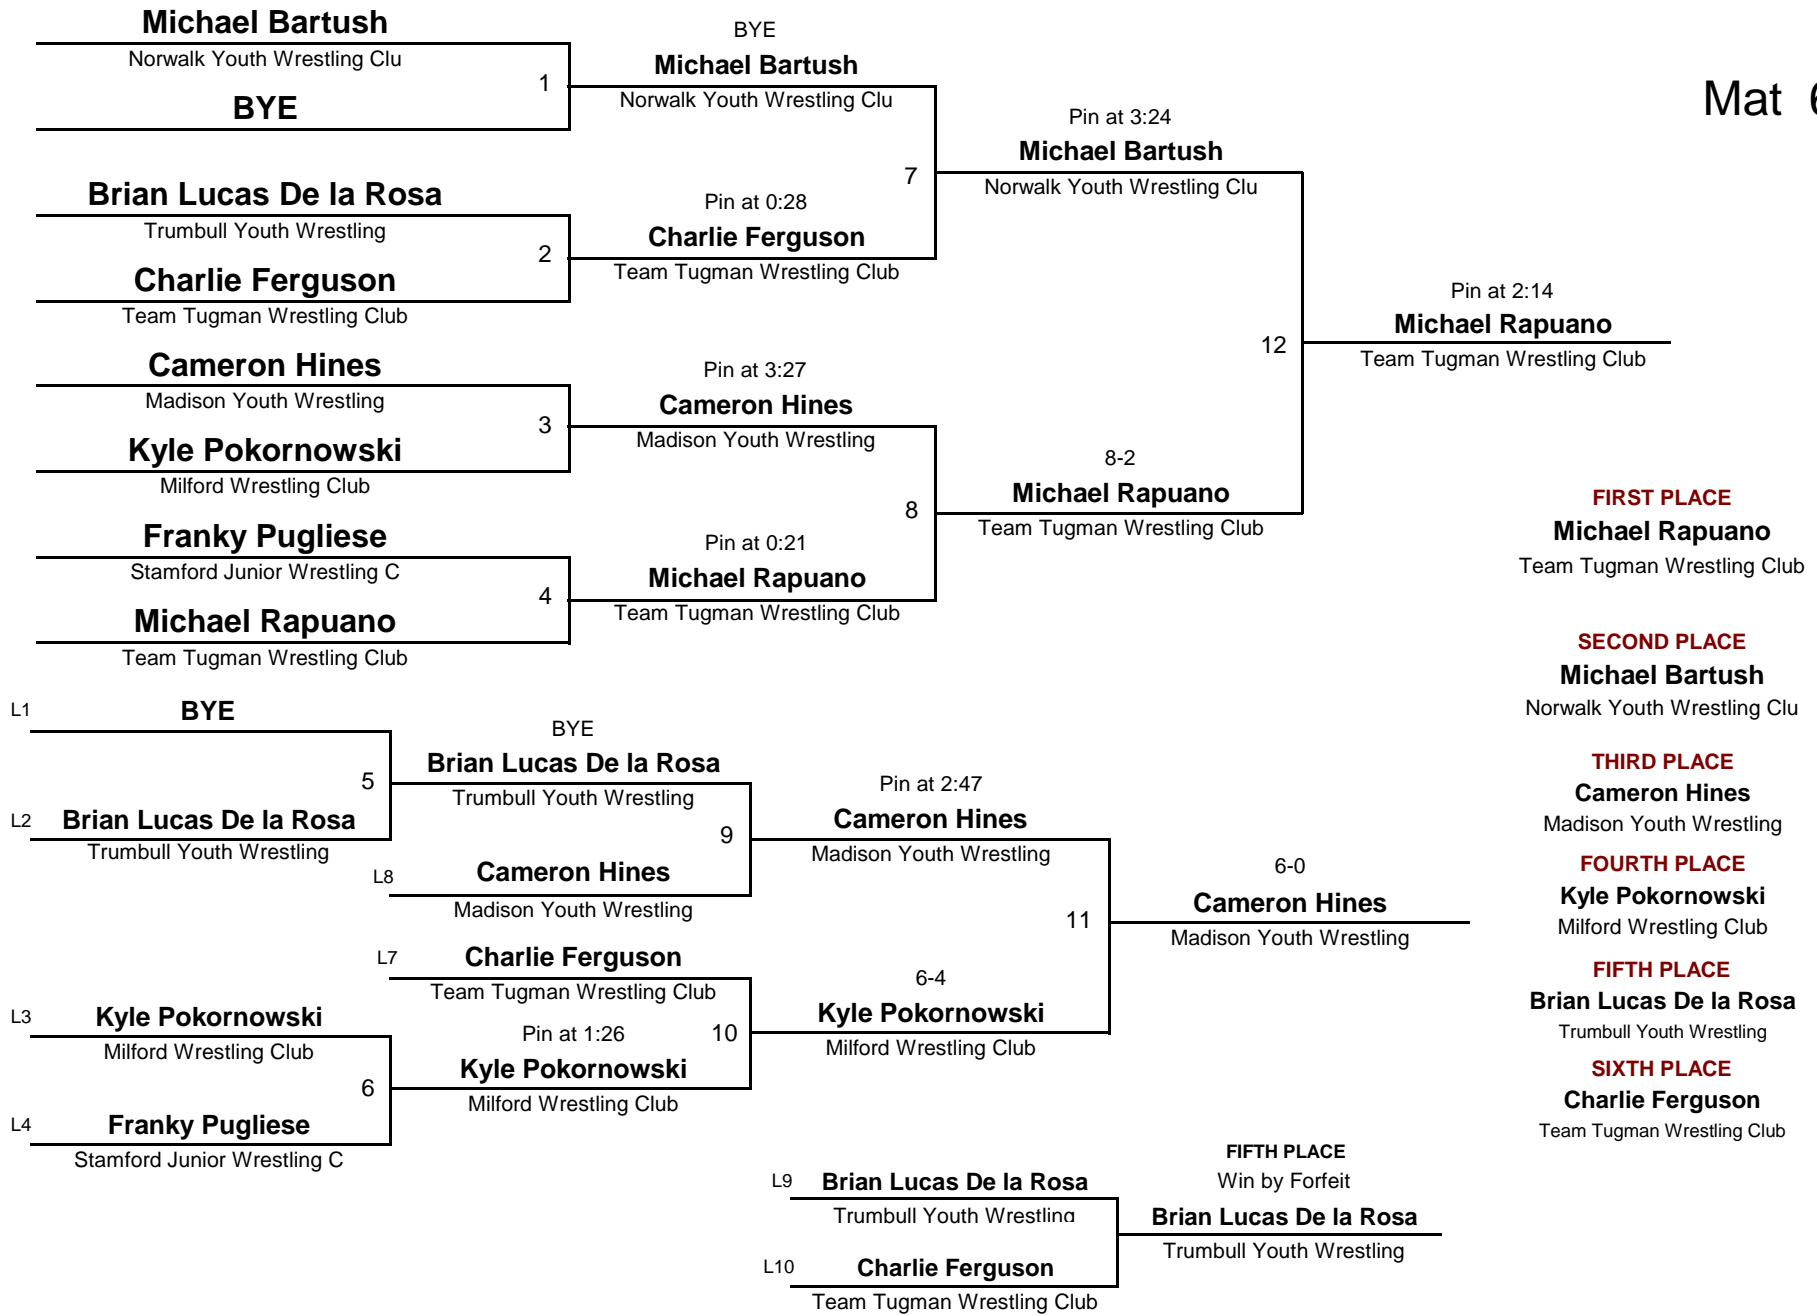 Michael Bartush
Norwalk Youth Wrestling Clu
1
BYE
BYE
Michael Bartush
Norwalk Youth Wrestling Clu
Mat 6
Brian Lucas De la Rosa
Trumbull Youth Wrestling
2
Charlie Ferguson
Team Tugman Wrestling Club
Pin at 0:28
Charlie Ferguson
Team Tugman Wrestling Club
7
Pin at 3:24
Michael Bartush
Norwalk Youth Wrestling Clu
Cameron Hines
Madison Youth Wrestling
3
Kyle Pokornowski
Milford Wrestling Club
Pin at 3:27
Cameron Hines
Madison Youth Wrestling
Franky Pugliese
Stamford Junior Wrestling C
4
Michael Rapuano
Team Tugman Wrestling Club
Pin at 0:21
Michael Rapuano
Team Tugman Wrestling Club
8
8-2
Michael Rapuano
Team Tugman Wrestling Club
12
Pin at 2:14
Michael Rapuano
Team Tugman Wrestling Club
FIRST PLACE
Michael Rapuano
Team Tugman Wrestling Club
SECOND PLACE
Michael Bartush
Norwalk Youth Wrestling Clu
THIRD PLACE
Cameron Hines
Madison Youth Wrestling
FOURTH PLACE
Kyle Pokornowski
Milford Wrestling Club
FIFTH PLACE
Brian Lucas De la Rosa
Trumbull Youth Wrestling
SIXTH PLACE
Charlie Ferguson
Team Tugman Wrestling Club
L1 BYE
5
L2 Brian Lucas De la Rosa
Trumbull Youth Wrestling
BYE
Brian Lucas De la Rosa
Trumbull Youth Wrestling
9
L8 Cameron Hines
Madison Youth Wrestling
Pin at 2:47
Cameron Hines
Madison Youth Wrestling
L7 Charlie Ferguson
Team Tugman Wrestling Club
10
L3 Kyle Pokornowski
Milford Wrestling Club
6
L4 Franky Pugliese
Stamford Junior Wrestling C
Pin at 1:26
Kyle Pokornowski
Milford Wrestling Club
6-4
Kyle Pokornowski
Milford Wrestling Club
11
6-0
Cameron Hines
Madison Youth Wrestling
L9 Brian Lucas De la Rosa
Trumbull Youth Wrestling
L10 Charlie Ferguson
Team Tugman Wrestling Club
FIFTH PLACE
Win by Forfeit
Brian Lucas De la Rosa
Trumbull Youth Wrestling